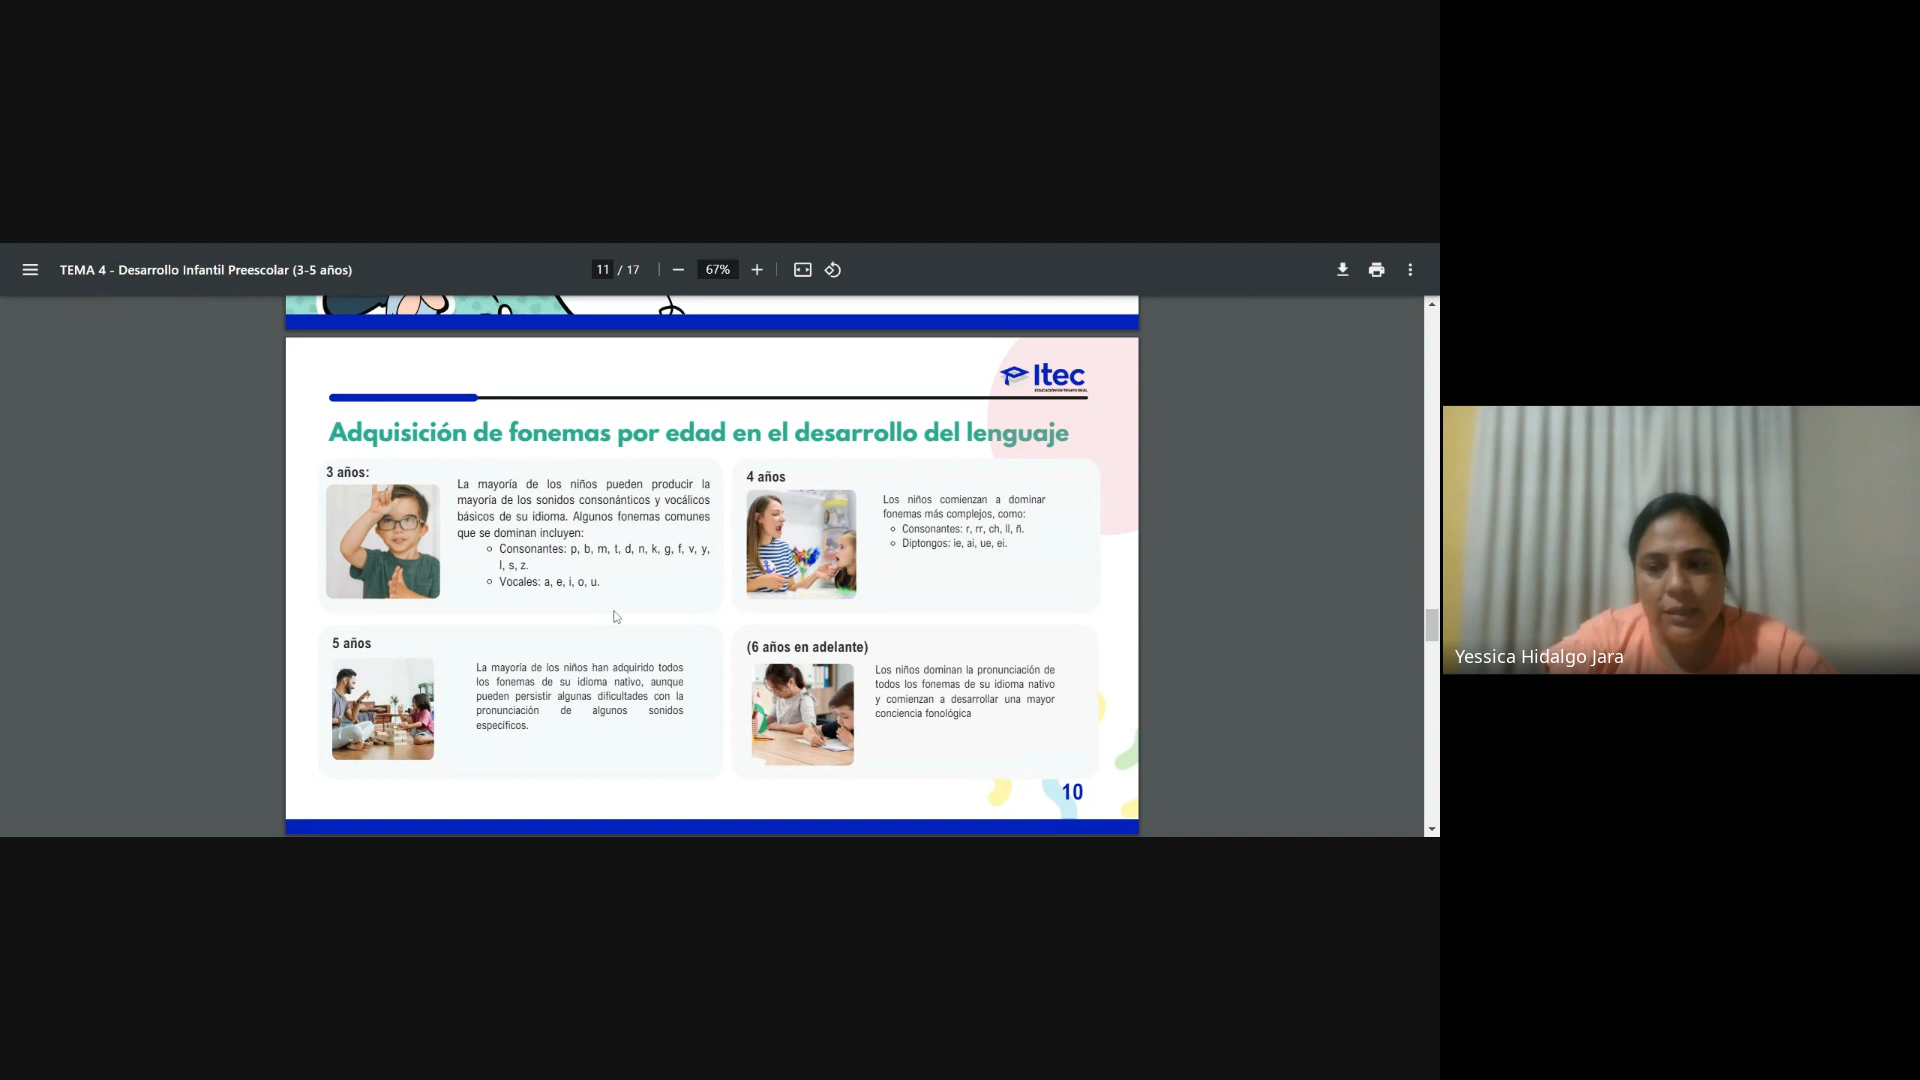 TEMA 4 - Desarrollo Infantil Preescolar (3-5 años)
11 / 17
67%
Itec
Adquisición de fonemas por edad en el desarrollo del lenguaje
3 años:
La mayoría de los niños pueden producir la
mayoría de los sonidos consonánticos y vocálicos
básicos de su idioma. Algunos fonemas comunes
que se dominan incluyen:
Consonantes: p, b, m, t, d, n, k, g, f, v, y,
l, s, z.
Vocales: a, e, i, o, u.
4 años
Los niños comienzan a dominar
fonemas más complejos, como:
Consonantes: r, rr, ch, ll, ñ.
Diptongos: ie, ai, ue, ei.
5 años
La mayoría de los niños han adquirido todos
los fonemas de su idioma nativo, aunque
pueden persistir algunas dificultades con la
pronunciación de algunos sonidos
específicos.
(6 años en adelante)
Los niños dominan la pronunciación de
todos los fonemas de su idioma nativo
y comienzan a desarrollar una mayor
conciencia fonológica
10
Yessica Hidalgo Jara